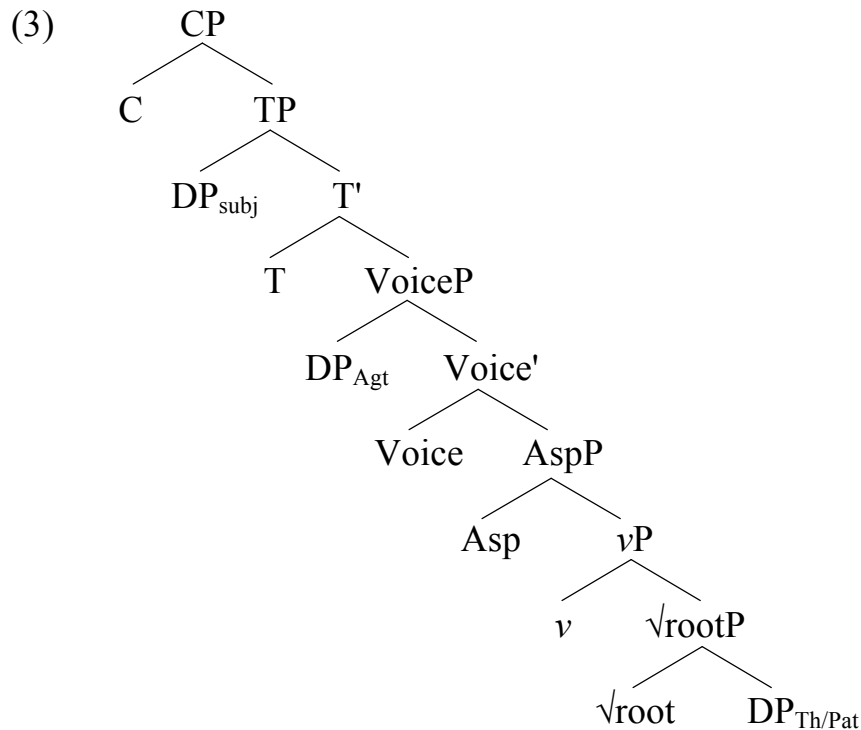 (3) CP
C TP
DPsubj T'
T VoiceP
DPAgt Voice'
Voice AspP
Asp vP
v √rootP
√root DPTh/Pat